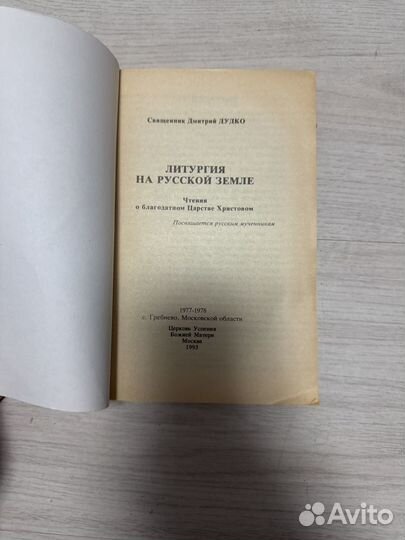 Священник Дмитрий ДУДКО
ЛИТУРГИЯ
НА РУССКОЙ ЗЕМЛЕ
Чтения
о благодатном Царстве Христовом
Посвящается русским мученикам
1977-1978
с. Гребнево, Московской области
Церковь Успения
Божией Матери
Москва
1993
Avito